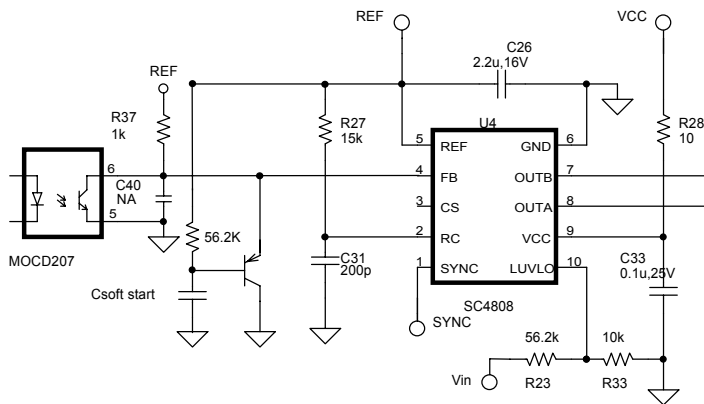 REF
VCC
C26
2.2u,16V
REF
R37
1k
R27
15k
U4
R28
10
5
REF
GND
6
6
4
FB
OUTB
7
C40
NA
3
CS
OUTA
8
5
56.2K
2
RC
VCC
9
MOCD207
C31
200p
1
SYNC
LUVLO
10
C33
0.1u,25V
Csoft start
SC4808
SYNC
56.2k
10k
Vin
R23
R33